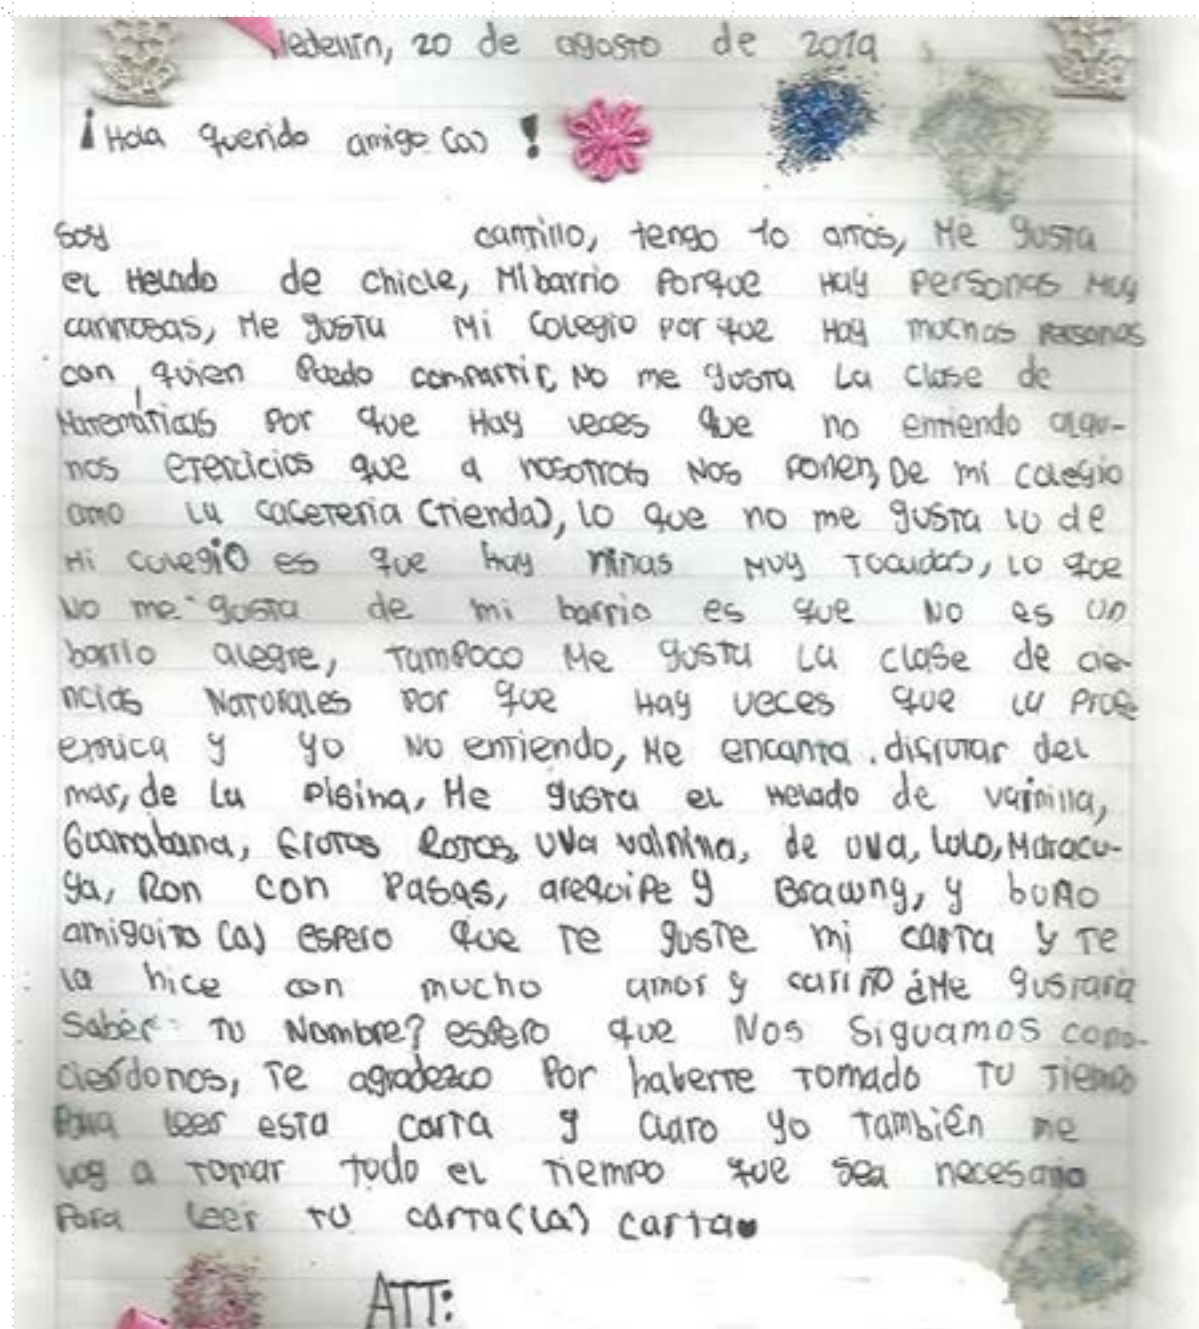 Medellín, 20 de agosto de 2019
¡Hola querido amigo (a)!
Soy carrillo, tengo 10 años, Me gusta
el Helado de chicle, Mi barrio Porque Hay Personas Muy
cariñosas, Me gusta Mi Colegio por que Hay muchas Personas
con quien Puedo compartir, No me gusta La Clase de
Matemáticas Por que Hay veces que no entiendo algu-
nos ejercicios que a nosotros Nos Ponen, De mi colegio
amo La cafeteria (tienda), Lo que no me gusta lo de
Mi colegio es que hay niñas Muy Tocadas, Lo que
No me gusta de mi barrio es que No es un
barrio alegre, Tampoco Me gusta La clase de cie-
ncias Naturales Por que Hay veces que La Profe
explica y yo No entiendo, Me encanta disfrutar del
mar, de La Pisina, Me gusta el Helado de vainilla,
Guanabana, Frutos Rojos, Uva vainilla, de uva, Lulo, Maracu-
ya, Ron con Pasas, arequipe y Brawny, y bueno
amiguito (a) espero que Te guste mi carta y Te
la hice con mucho amor y cariño ¿Me gustaria
Saber Tu Nombre? espero que Nos Siguamos cono-
ciendonos, Te agradezco Por haberte Tomado Tu Tiempo
Para leer esta carta y Claro yo También me
voy a Tomar todo el Tiempo que sea necesario
Para leer Tu carta (La) carta
ATT: